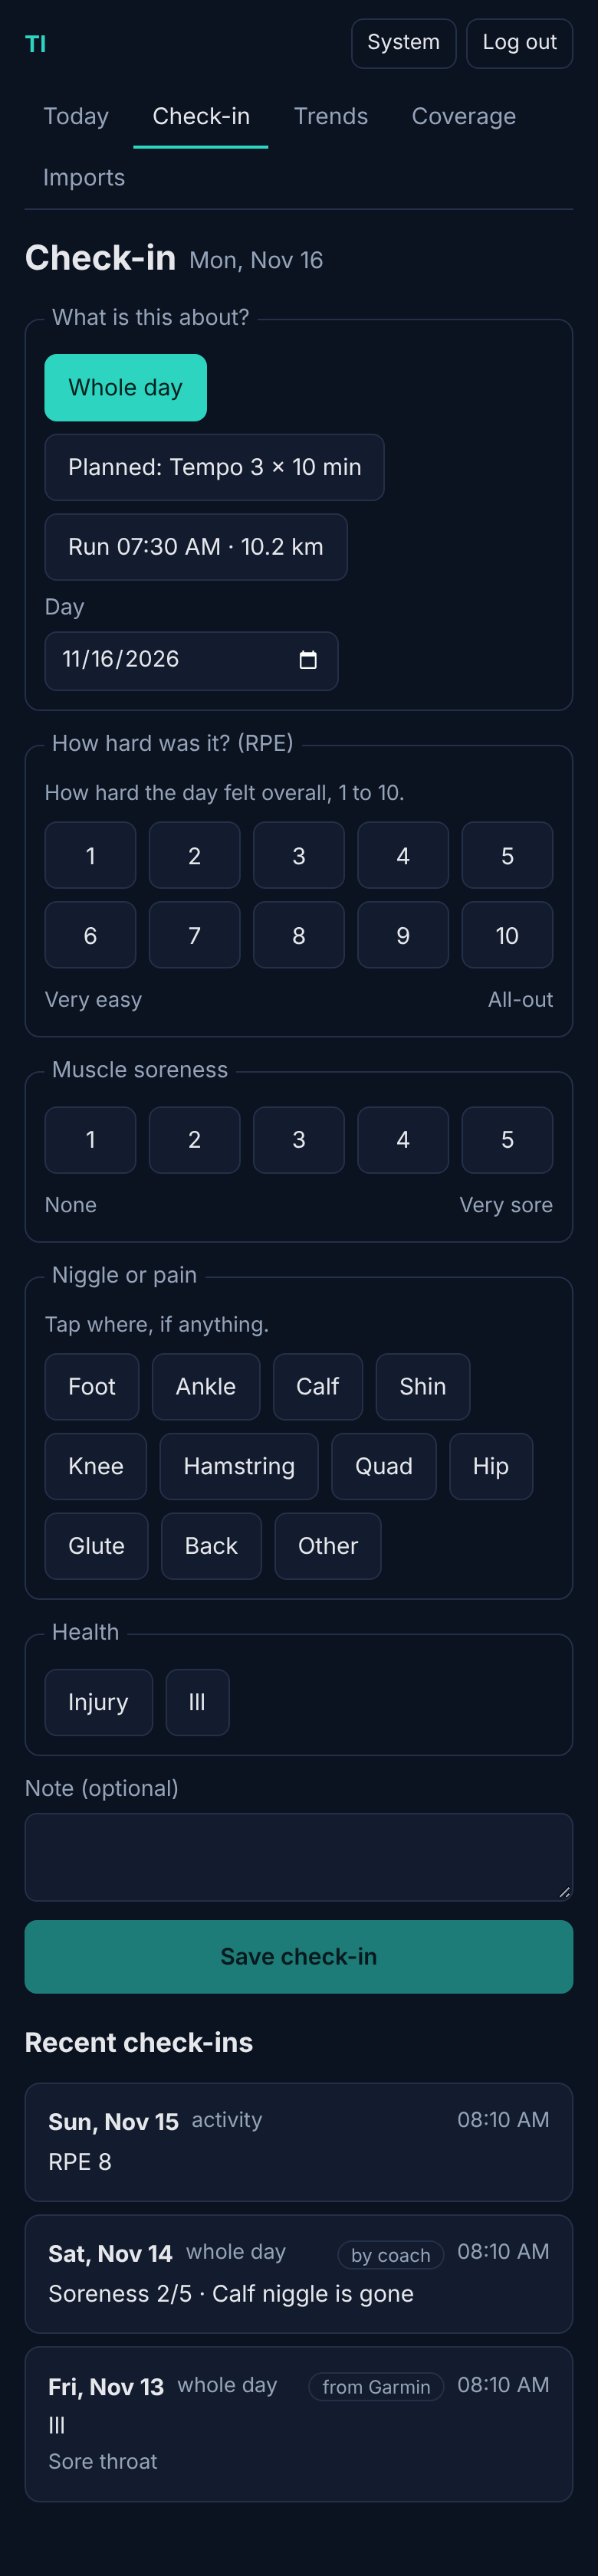 TI
System Log out
Today Check-in Trends Coverage
Imports
Check-in Mon, Nov 16
What is this about?
Whole day
Planned: Tempo 3 × 10 min
Run 07:30 AM · 10.2 km
Day
11/16/2026
How hard was it? (RPE)
How hard the day felt overall, 1 to 10.
1 2 3 4 5
6 7 8 9 10
Very easy All-out
Muscle soreness
1 2 3 4 5
None Very sore
Niggle or pain
Tap where, if anything.
Foot Ankle Calf Shin
Knee Hamstring Quad Hip
Glute Back Other
Health
Injury Ill
Note (optional)
Save check-in
Recent check-ins
Sun, Nov 15 activity 08:10 AM
RPE 8
Sat, Nov 14 whole day by coach 08:10 AM
Soreness 2/5 · Calf niggle is gone
Fri, Nov 13 whole day from Garmin 08:10 AM
Ill
Sore throat